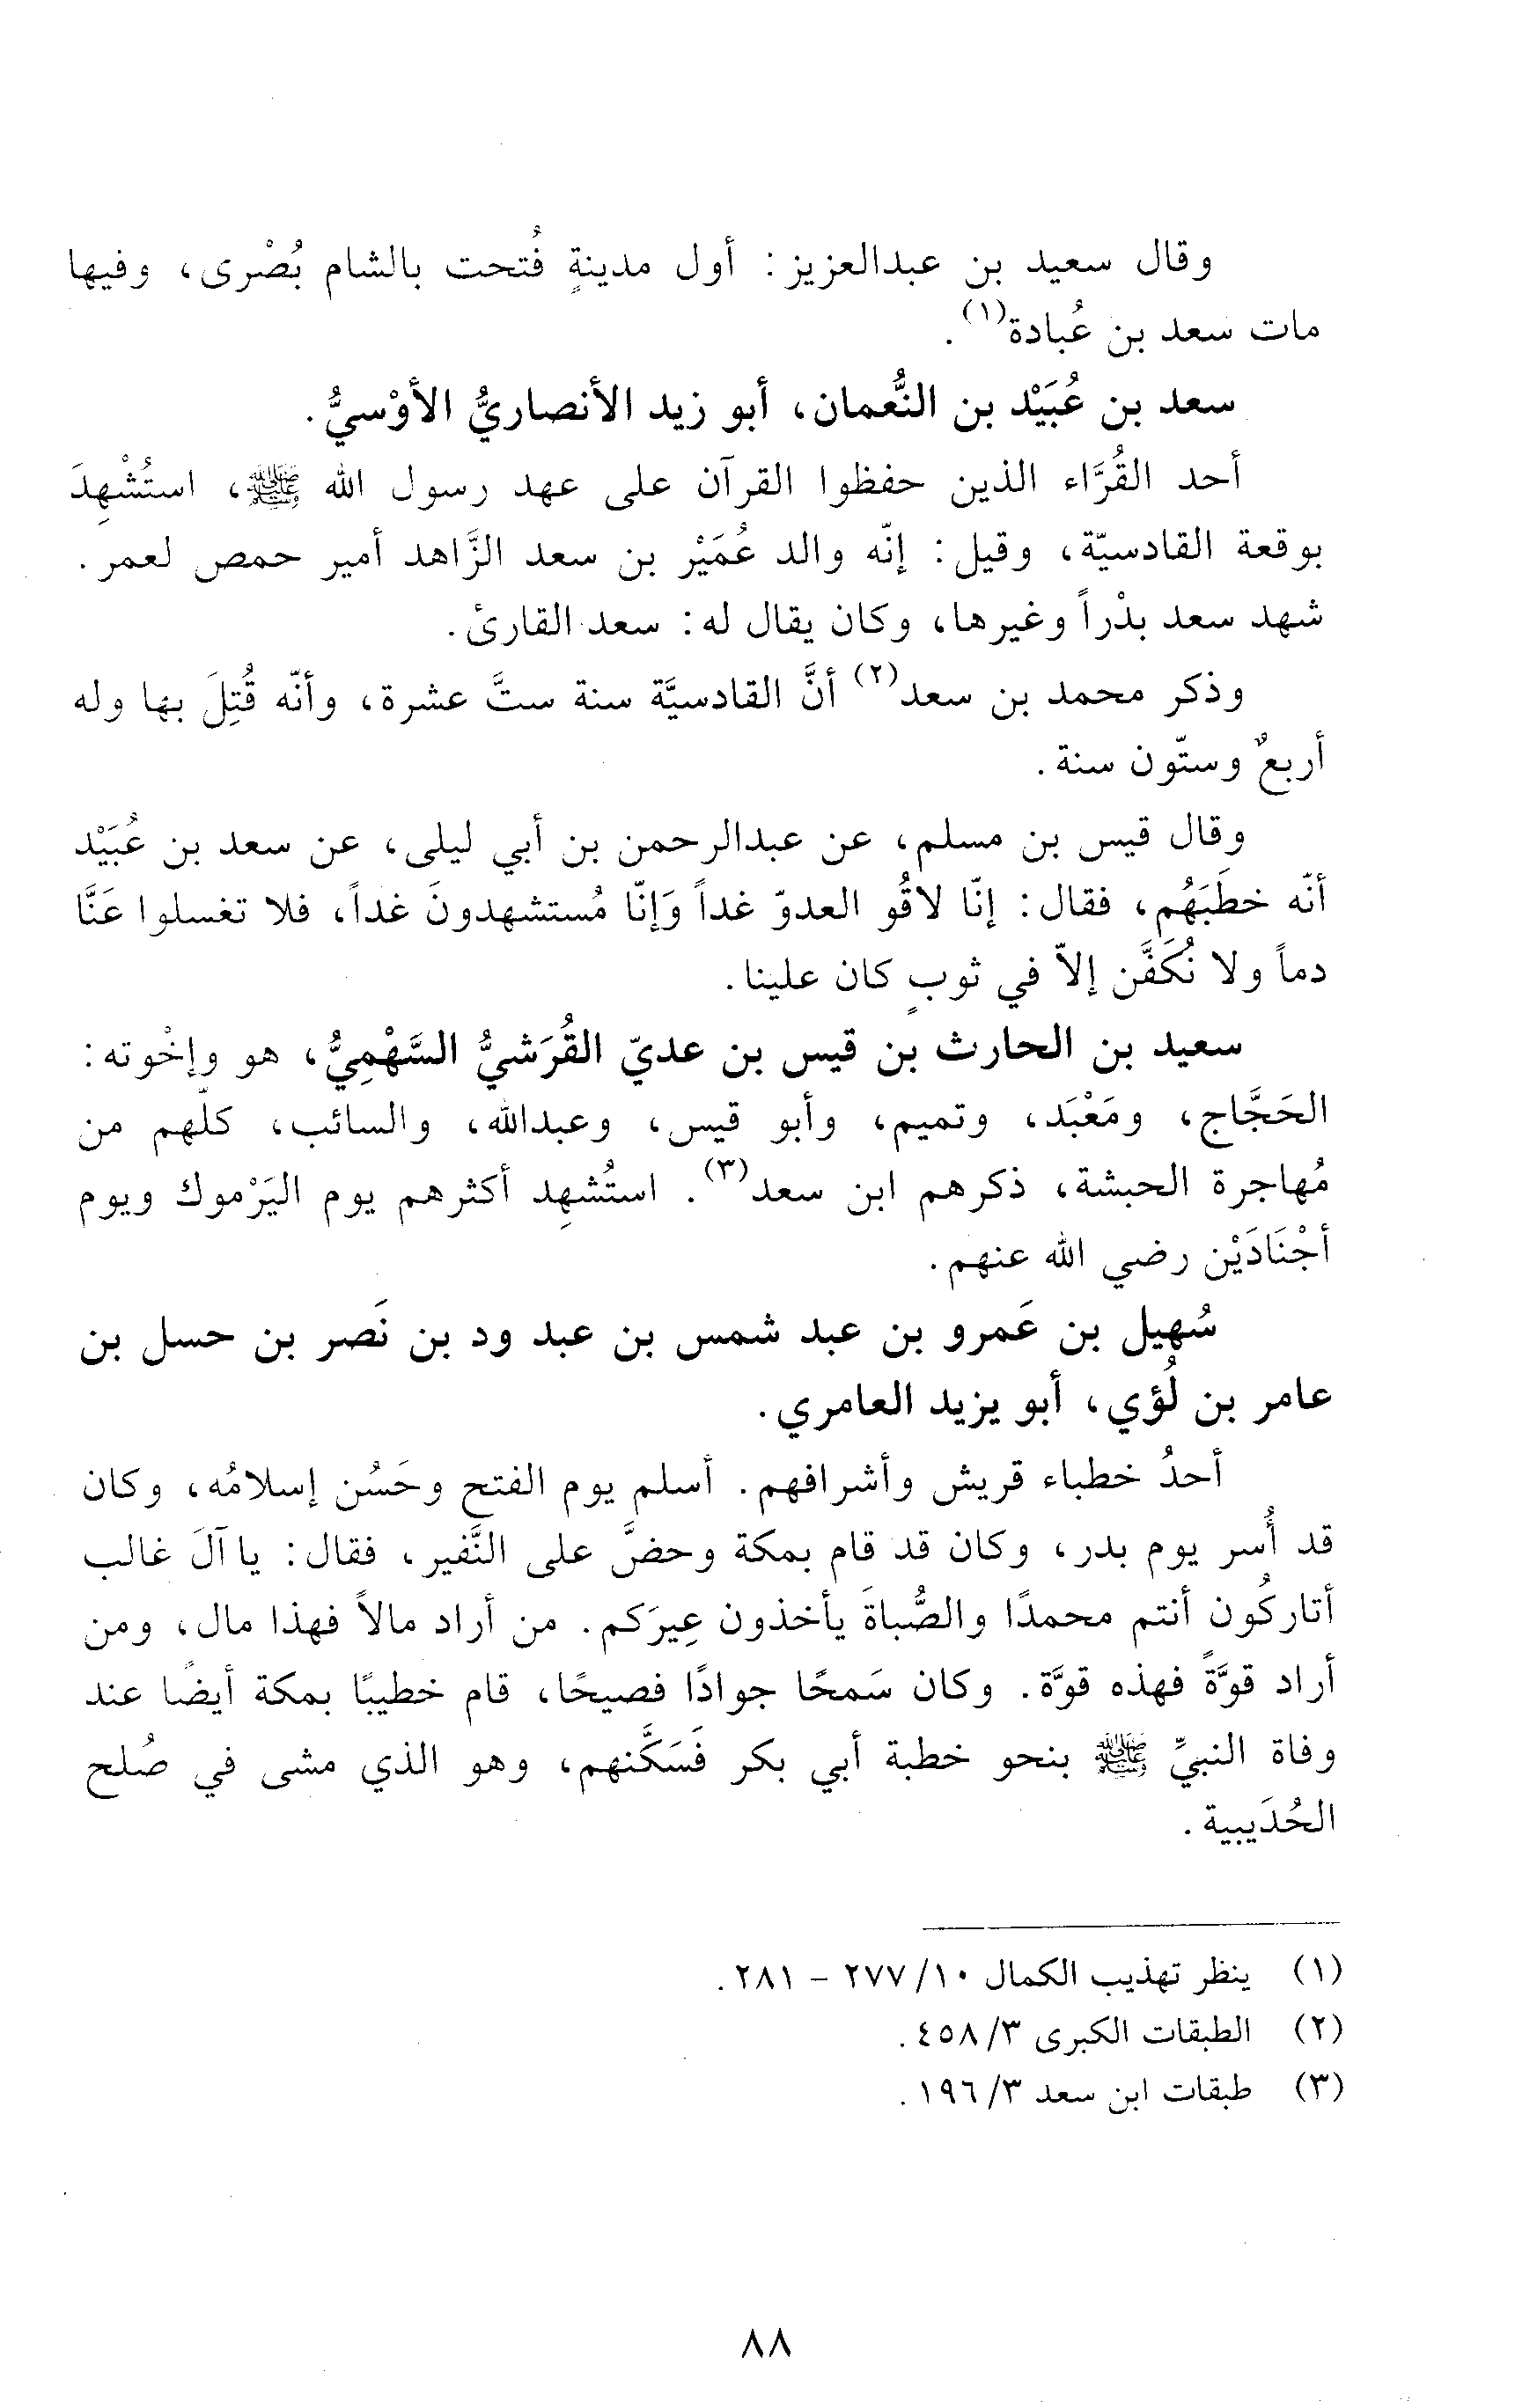 وقال سعيد بن عبدالعزيز: أول مدينةٍ فُتحت بالشام بُصْرى، وفيها
مات سعد بن عُبادة(١).
سعد بن عُبَيْد بن النُّعمان، أبو زيد الأنصاريُّ الأوْسيُّ.
أحد القُرَّاء الذين حفظوا القرآن على عهد رسول الله ﷺ، استُشْهِدَ
بوقعة القادسيّة، وقيل: إنّه والد عُمَيْر بن سعد الزَّاهد أمير حمص لعمر.
شهد سعد بدْراً وغيرها، وكان يقال له: سعد القارئ.
وذكر محمد بن سعد(٢) أنَّ القادسيَّة سنة ستَّ عشرة، وأنّه قُتِلَ بها وله
أربعٌ وستّون سنة.
وقال قيس بن مسلم، عن عبدالرحمن بن أبي ليلى، عن سعد بن عُبَيْد
أنّه خطَبَهُم، فقال: إنّا لاقُو العدوّ غداً وَإنّا مُستشهدونَ غداً، فلا تغسلوا عَنَّا
دماً ولا نُكَفَّن إلاّ في ثوبٍ كان علينا.
سعيد بن الحارث بن قيس بن عديّ القُرَشيُّ السَّهْمِيُّ، هو وإخْوته:
الحَجَّاج، ومَعْبَد، وتميم، وأبو قيس، وعبدالله، والسائب، كلّهم من
مُهاجرة الحبشة، ذكرهم ابن سعد(٣). استُشهِد أكثرهم يوم اليَرْموك ويوم
أجْنَادَيْن رضي الله عنهم.
سُهيل بن عَمرو بن عبد شمس بن عبد ود بن نَصر بن حسل بن
عامر بن لُؤي، أبو يزيد العامري.
أحدُ خطباء قريش وأشرافهم. أسلم يوم الفتح وحَسُن إسلامُه، وكان
قد أُسر يوم بدر، وكان قد قام بمكة وحضَّ على النَّفير، فقال: يا آلَ غالب
أتاركُون أنتم محمدًا والصُّباةَ يأخذون عِيرَكم. من أراد مالاً فهذا مال، ومن
أراد قوَّةً فهذه قوَّة. وكان سَمحًا جوادًا فصيحًا، قام خطيبًا بمكة أيضًا عند
وفاة النبيِّ ﷺ بنحو خطبة أبي بكر فَسَكَّنهم، وهو الذي مشى في صُلح
الحُدَيبية.
(١) ينظر تهذيب الكمال ١٠/ ٢٧٧ - ٢٨١.
(٢) الطبقات الكبرى ٣/ ٤٥٨.
(٣) طبقات ابن سعد ٣/ ١٩٦.
٨٨